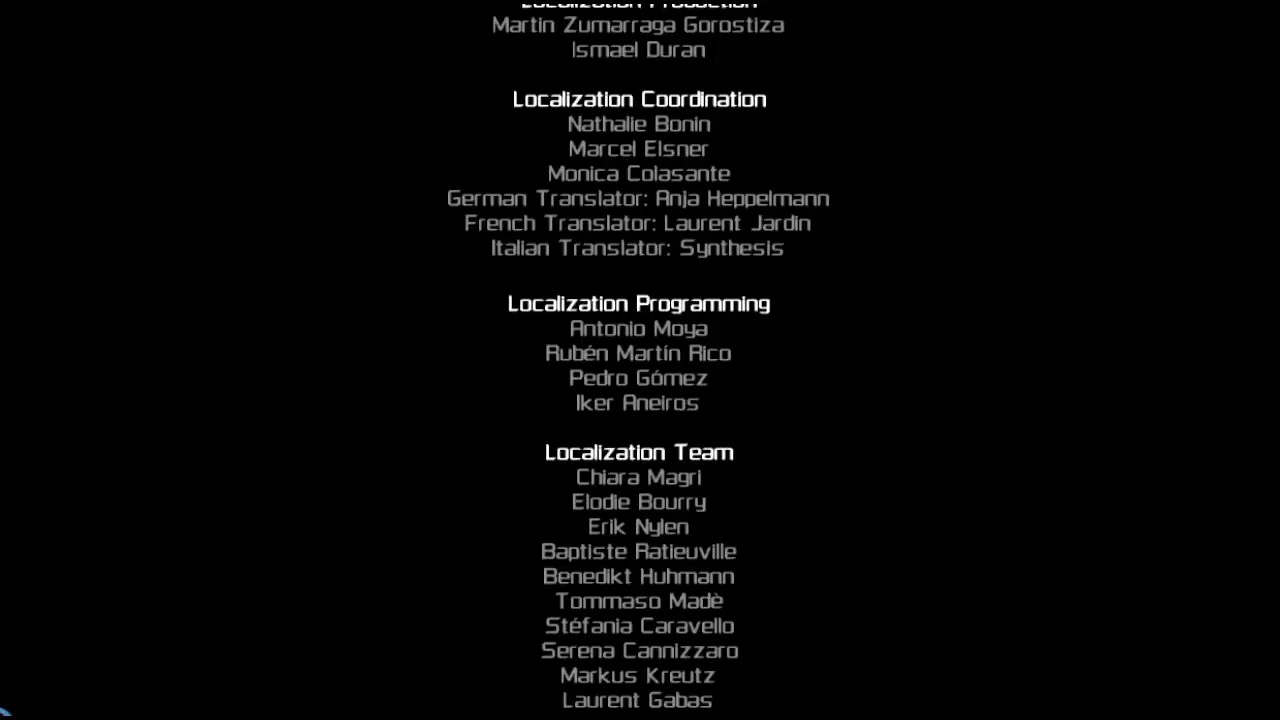 Localization Production
Martin Zumarraga Gorostiza
Ismael Duran
Localization Coordination
Nathalie Bonin
Marcel Elsner
Monica Colasante
German Translator: Anja Heppelmann
French Translator: Laurent Jardin
Italian Translator: Synthesis
Localization Programming
Antonio Moya
Rubén Martín Rico
Pedro Gómez
Iker Aneiros
Localization Team
Chiara Magri
Elodie Bourry
Erik Nylen
Baptiste Ratieuville
Benedikt Huhmann
Tommaso Madè
Stéfania Caravello
Serena Cannizzaro
Markus Kreutz
Laurent Gabas